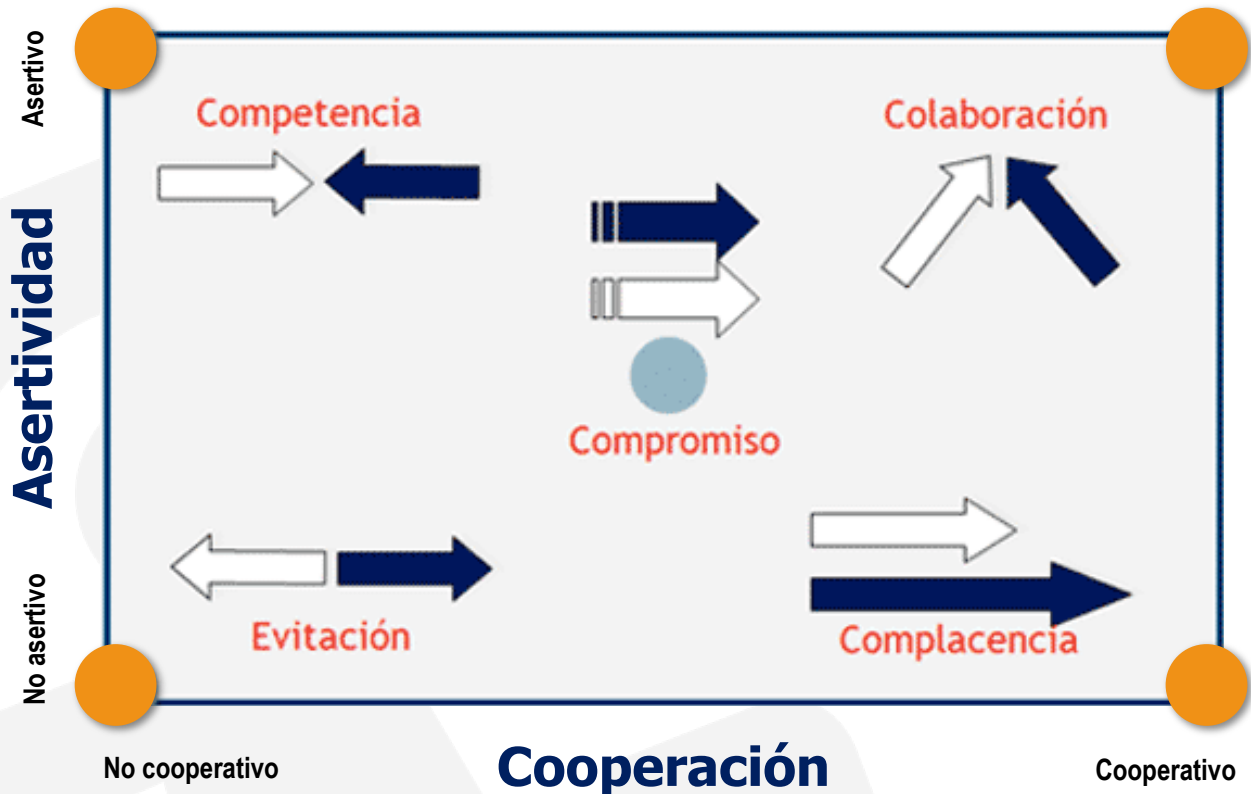 Asertivo
Competencia
Colaboración
Asertividad
Compromiso
No asertivo
Evitación
Complacencia
No cooperativo
Cooperación
Cooperativo